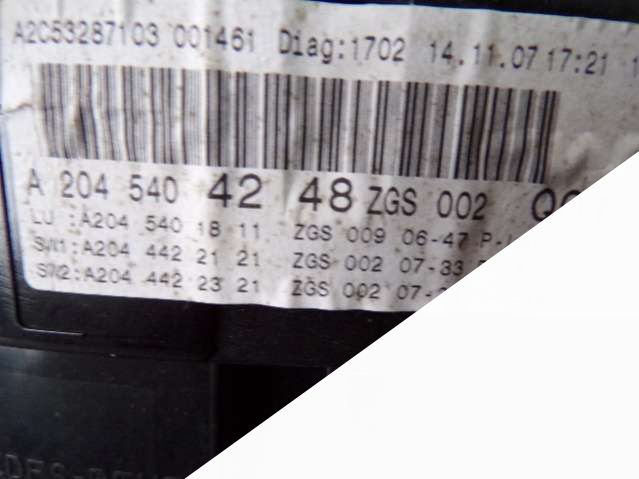 A2C53287103 001461 Diag:1702 14.11.07 17:21
A 204 540 42 48 ZGS 002
LU : A204 540 18 11 ZGS 009 06-47
SW1: A204 442 21 21 ZGS 002 07-33
SW2: A204 442 23 21 ZGS 002